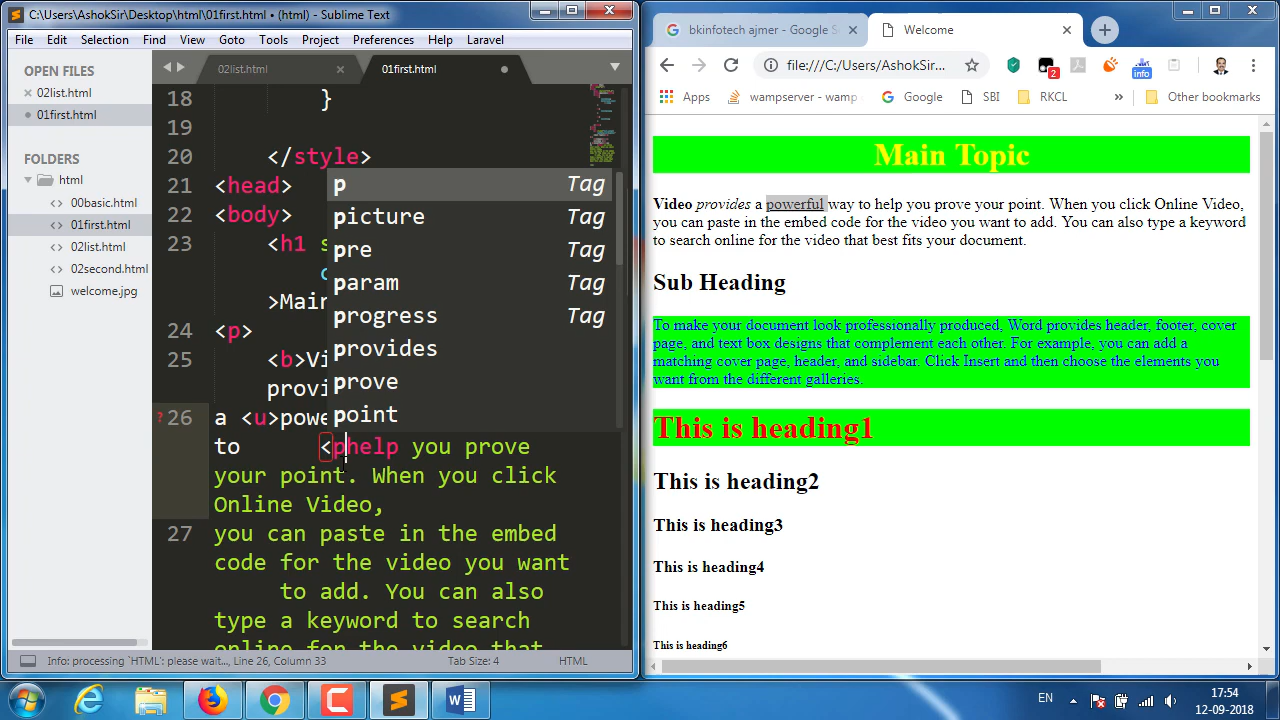 C:\Users\AshokSir\Desktop\html\01first.html • (html) - Sublime Text
File Edit Selection Find View Goto Tools Project Preferences Help Laravel
OPEN FILES
02list.html
01first.html
FOLDERS
html
00basic.html
01first.html
02list.html
02second.html
welcome.jpg
02list.html
01first.html
18 }
19
20 </style>
21 <head>
22 <body>
23 <h1 s
>Main
24 <p>
25 <b>Vi
provi
26 a <u>powe
to <phelp you prove
your point. When you click
Online Video,
27 you can paste in the embed
code for the video you want
to add. You can also
type a keyword to search
online for the video that
p Tag
picture Tag
pre Tag
param Tag
progress Tag
provides
prove
point
Info: processing `HTML': please wait..., Line 26, Column 33
Tab Size: 4
HTML
bkinfotech ajmer - Google S
Welcome
file:///C:/Users/AshokSir...
2
info
Apps
wampserver - wamp
Google
SBI
RKCL
»
Other bookmarks
Main Topic
Video provides a powerful way to help you prove your point. When you click Online Video,
you can paste in the embed code for the video you want to add. You can also type a keyword
to search online for the video that best fits your document.
Sub Heading
To make your document look professionally produced, Word provides header, footer, cover
page, and text box designs that complement each other. For example, you can add a
matching cover page, header, and sidebar. Click Insert and then choose the elements you
want from the different galleries.
This is heading1
This is heading2
This is heading3
This is heading4
This is heading5
This is heading6
EN
17:54
12-09-2018